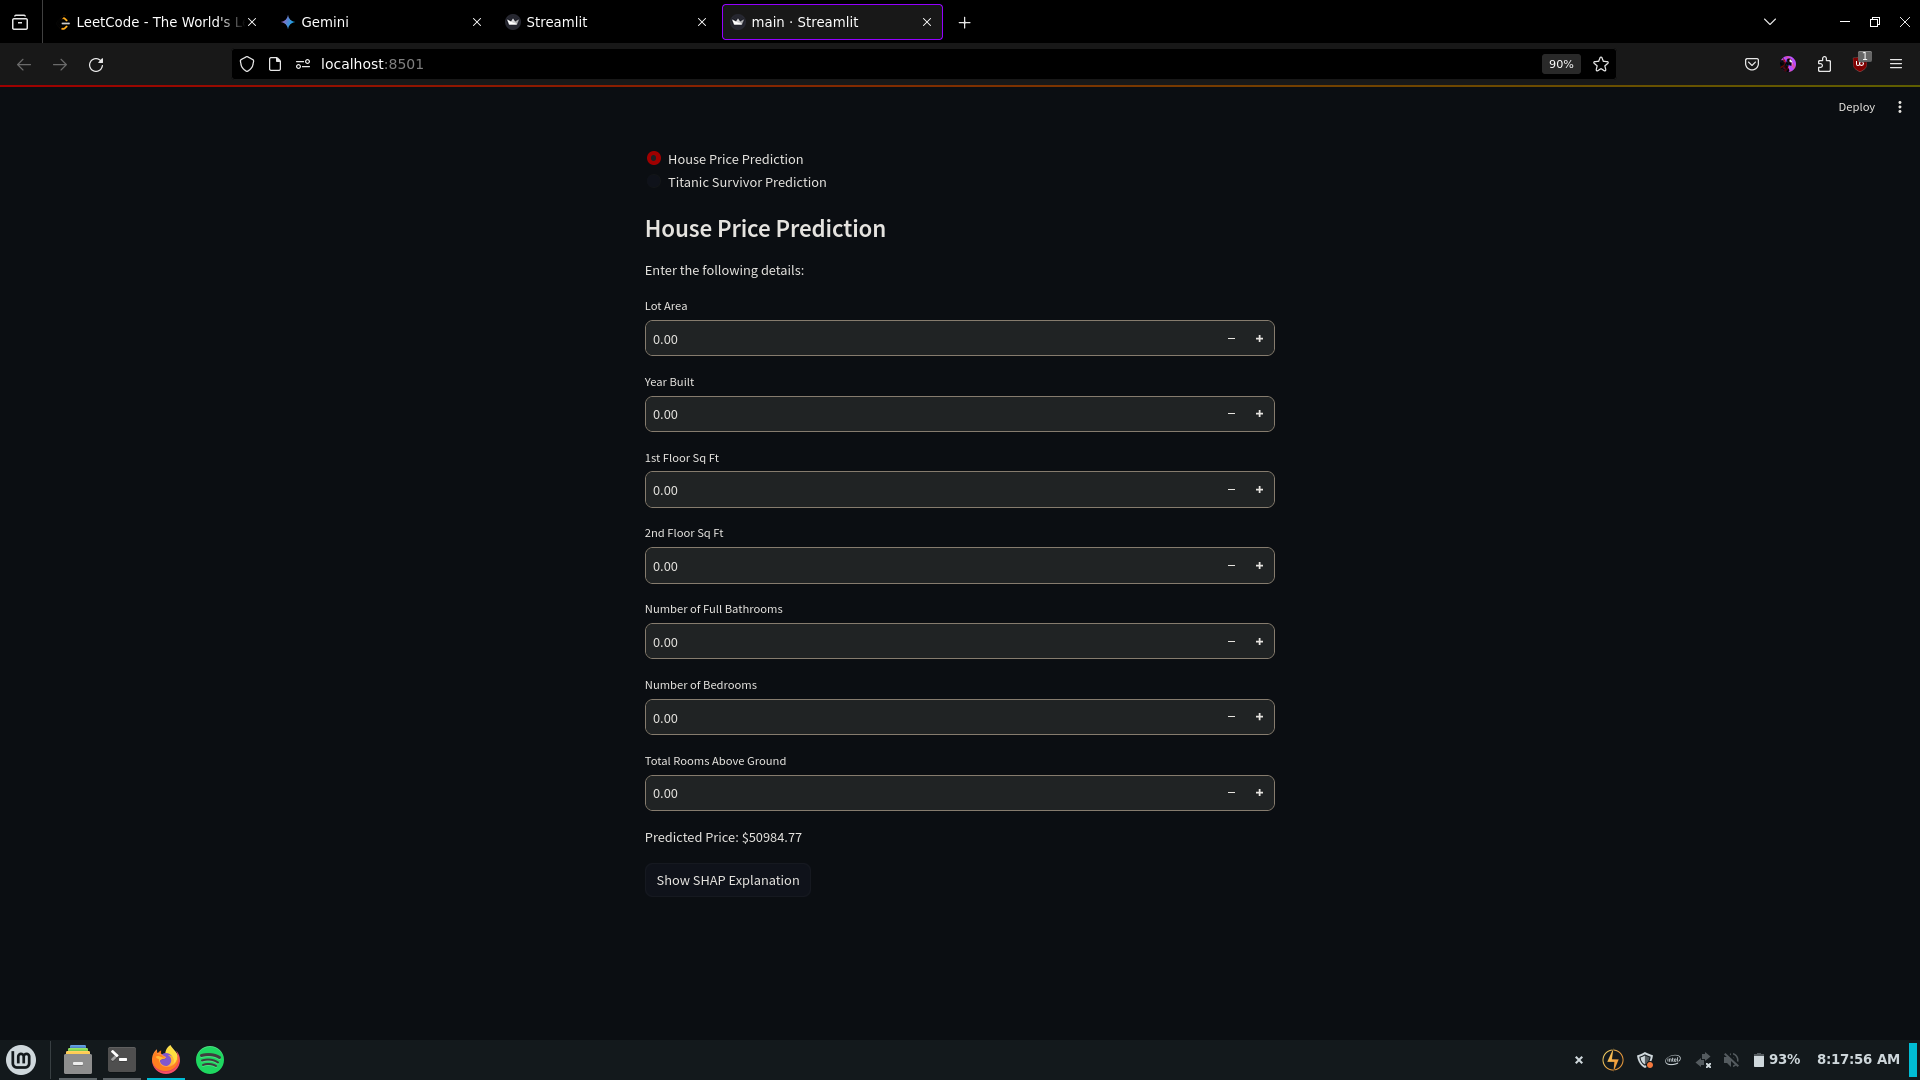 LeetCode - The World's L
Gemini
Streamlit
main · Streamlit
localhost:8501
90%
1
Deploy
House Price Prediction
Titanic Survivor Prediction
House Price Prediction
Enter the following details:
Lot Area
0.00
Year Built
0.00
1st Floor Sq Ft
0.00
2nd Floor Sq Ft
0.00
Number of Full Bathrooms
0.00
Number of Bedrooms
0.00
Total Rooms Above Ground
0.00
Predicted Price: $50984.77
Show SHAP Explanation
intel
93%
8:17:56 AM